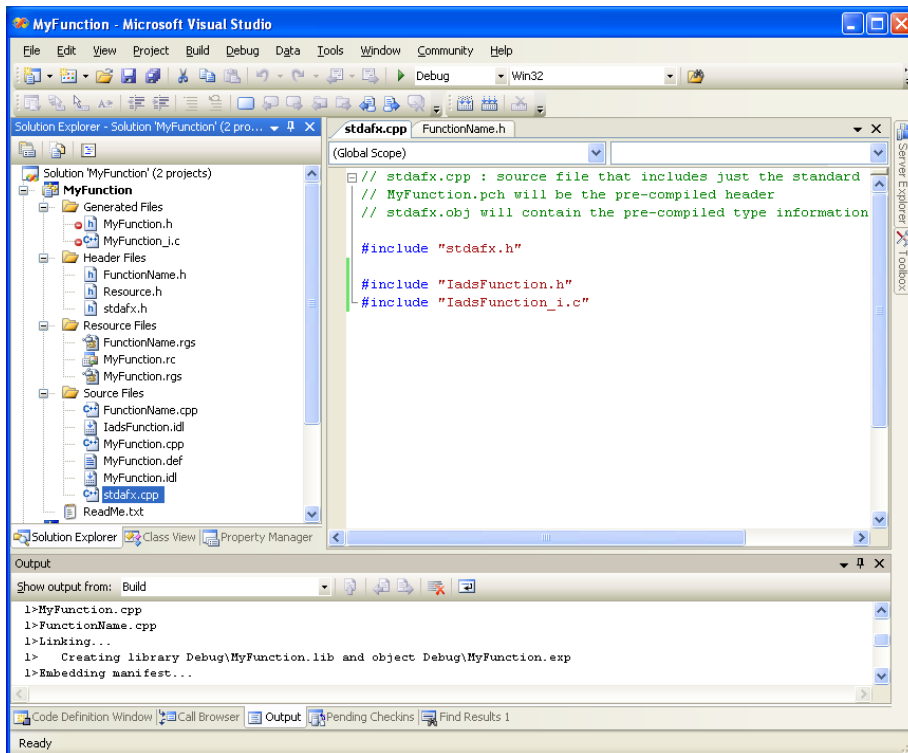 MyFunction - Microsoft Visual Studio
File Edit View Project Build Debug Data Tools Window Community Help
Debug Win32
Solution Explorer - Solution 'MyFunction' (2 pro...
Solution 'MyFunction' (2 projects)
MyFunction
Generated Files
MyFunction.h
MyFunction_i.c
Header Files
FunctionName.h
Resource.h
stdafx.h
Resource Files
FunctionName.rgs
MyFunction.rc
MyFunction.rgs
Source Files
FunctionName.cpp
IadsFunction.idl
MyFunction.cpp
MyFunction.def
MyFunction.idl
stdafx.cpp
ReadMe.txt
Solution Explorer Class View Property Manager
stdafx.cpp FunctionName.h
(Global Scope)
// stdafx.cpp : source file that includes just the standard
// MyFunction.pch will be the pre-compiled header
// stdafx.obj will contain the pre-compiled type information
#include "stdafx.h"
#include "IadsFunction.h"
#include "IadsFunction_i.c"
Server Explorer
Toolbox
Output
Show output from: Build
1>MyFunction.cpp
1>FunctionName.cpp
1>Linking...
1> Creating library Debug\MyFunction.lib and object Debug\MyFunction.exp
1>Embedding manifest...
Code Definition Window Call Browser Output Pending Checkins Find Results 1
Ready